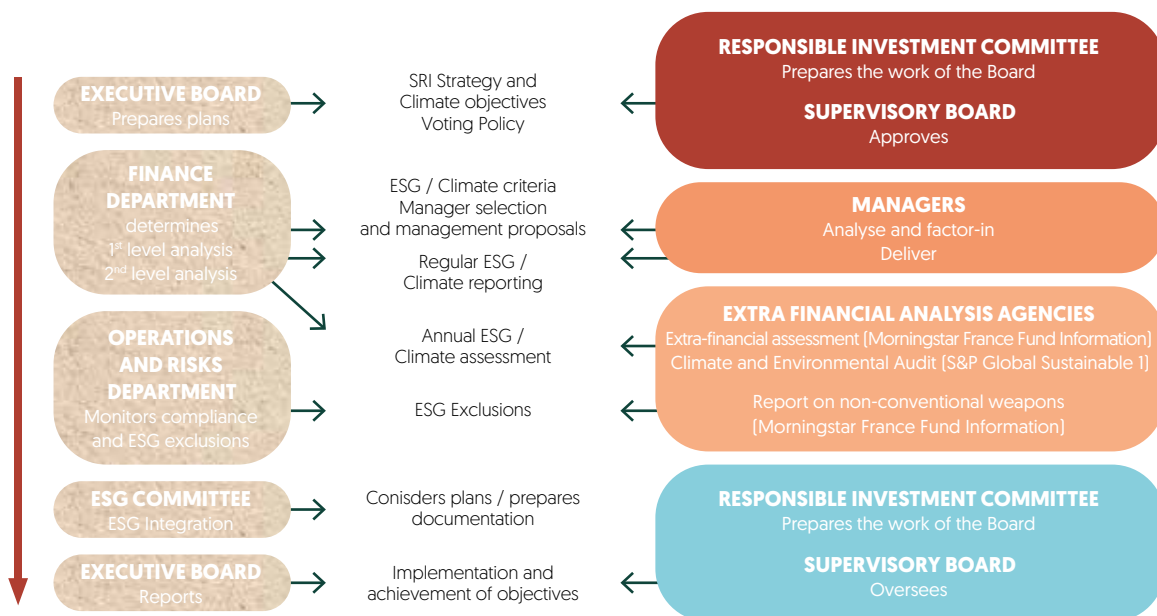 EXECUTIVE BOARD
Prepares plans
SRI Strategy and
Climate objectives
Voting Policy
RESPONSIBLE INVESTMENT COMMITTEE
Prepares the work of the Board
SUPERVISORY BOARD
Approves
FINANCE
DEPARTMENT
determines
1st level analysis
2nd level analysis
ESG / Climate criteria
Manager selection
and management proposals
Regular ESG /
Climate reporting
MANAGERS
Analyse and factor-in
Deliver
OPERATIONS
AND RISKS
DEPARTMENT
Monitors compliance
and ESG exclusions
Annual ESG /
Climate assessment
ESG Exclusions
EXTRA FINANCIAL ANALYSIS AGENCIES
Extra-financial assessment (Morningstar France Fund Information)
Climate and Environmental Audit (S&P Global Sustainable 1)
Report on non-conventional weapons
(Morningstar France Fund Information)
ESG COMMITTEE
ESG Integration
Conisders plans / prepares
documentation
RESPONSIBLE INVESTMENT COMMITTEE
Prepares the work of the Board
EXECUTIVE BOARD
Reports
Implementation and
achievement of objectives
SUPERVISORY BOARD
Oversees